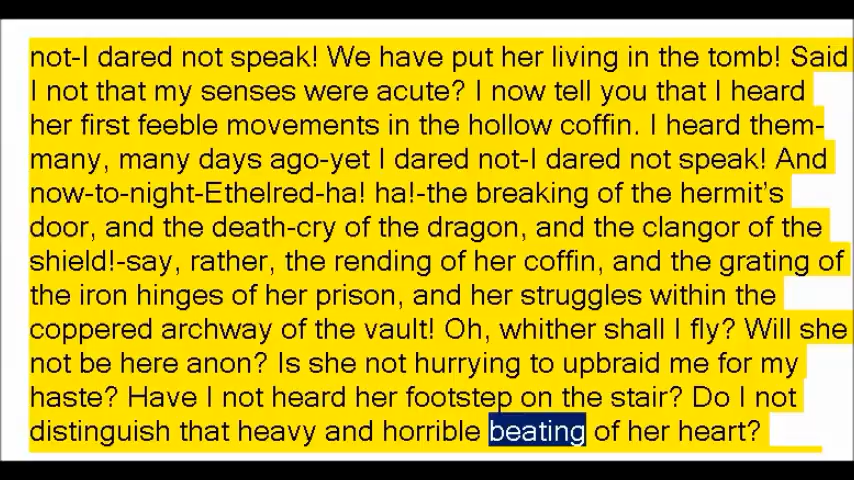 not-I dared not speak! We have put her living in the tomb! Said
I not that my senses were acute? I now tell you that I heard
her first feeble movements in the hollow coffin. I heard them-
many, many days ago-yet I dared not-I dared not speak! And
now-to-night-Ethelred-ha! ha!-the breaking of the hermit's
door, and the death-cry of the dragon, and the clangor of the
shield!-say, rather, the rending of her coffin, and the grating of
the iron hinges of her prison, and her struggles within the
coppered archway of the vault! Oh, whither shall I fly? Will she
not be here anon? Is she not hurrying to upbraid me for my
haste? Have I not heard her footstep on the stair? Do I not
distinguish that heavy and horrible beating of her heart?